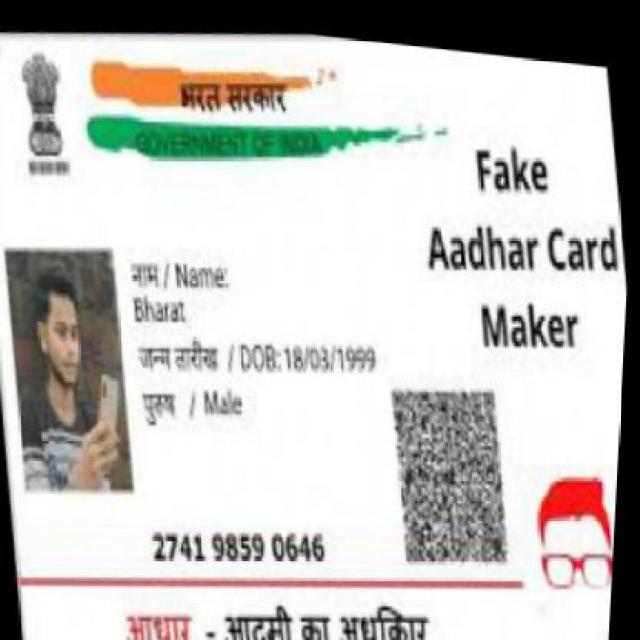 भरत सरकार
GOVERNMENT OF INDIA
Fake
Aadhar Card
Maker
नाम / Name:
Bharat
जन्म तारीख / DOB: 18/03/1999
पुरुष / Male
2741 9859 0646
आधार - आदमी का अधिकार